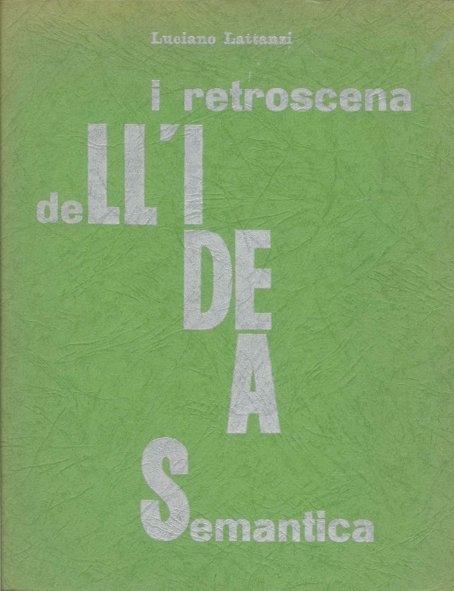 Luciano Lattanzi
i retroscena
deLL'I
DE
A
Semantica